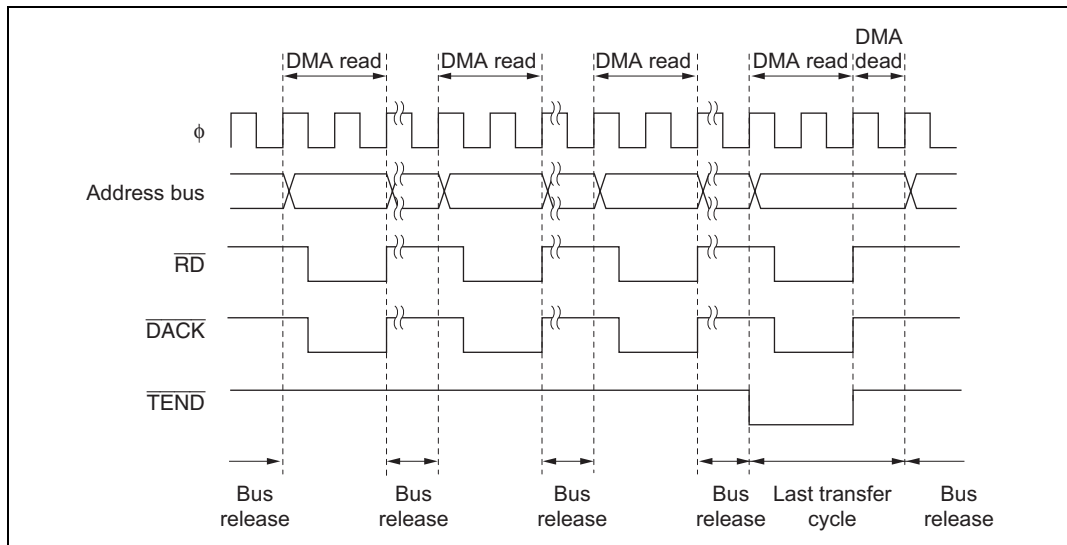 DMA
DMA read DMA read DMA read DMA read dead
ϕ
Address bus
RD
DACK
TEND
Bus release
Bus release
Bus release
Bus release
Last transfer cycle
Bus release